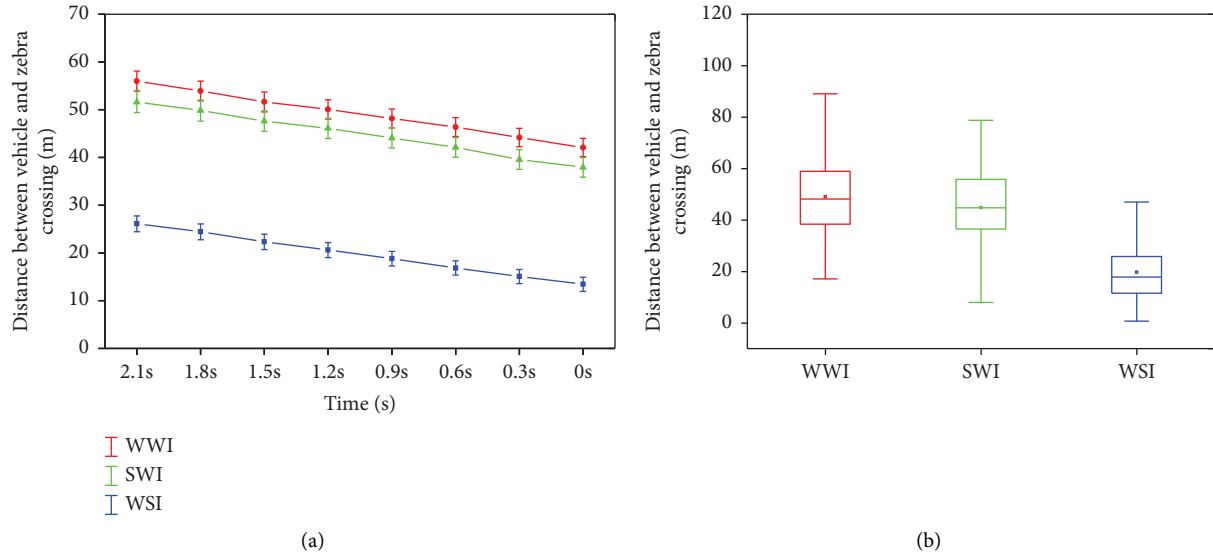 Distance between vehicle and zebra
crossing (m)
70
60
50
40
30
20
10
0
2.1s 1.8s 1.5s 1.2s 0.9s 0.6s 0.3s 0s
Time (s)
WWI
SWI
WSI
(a)
Distance between vehicle and zebra
crossing (m)
120
100
80
60
40
20
0
WWI SWI WSI
(b)